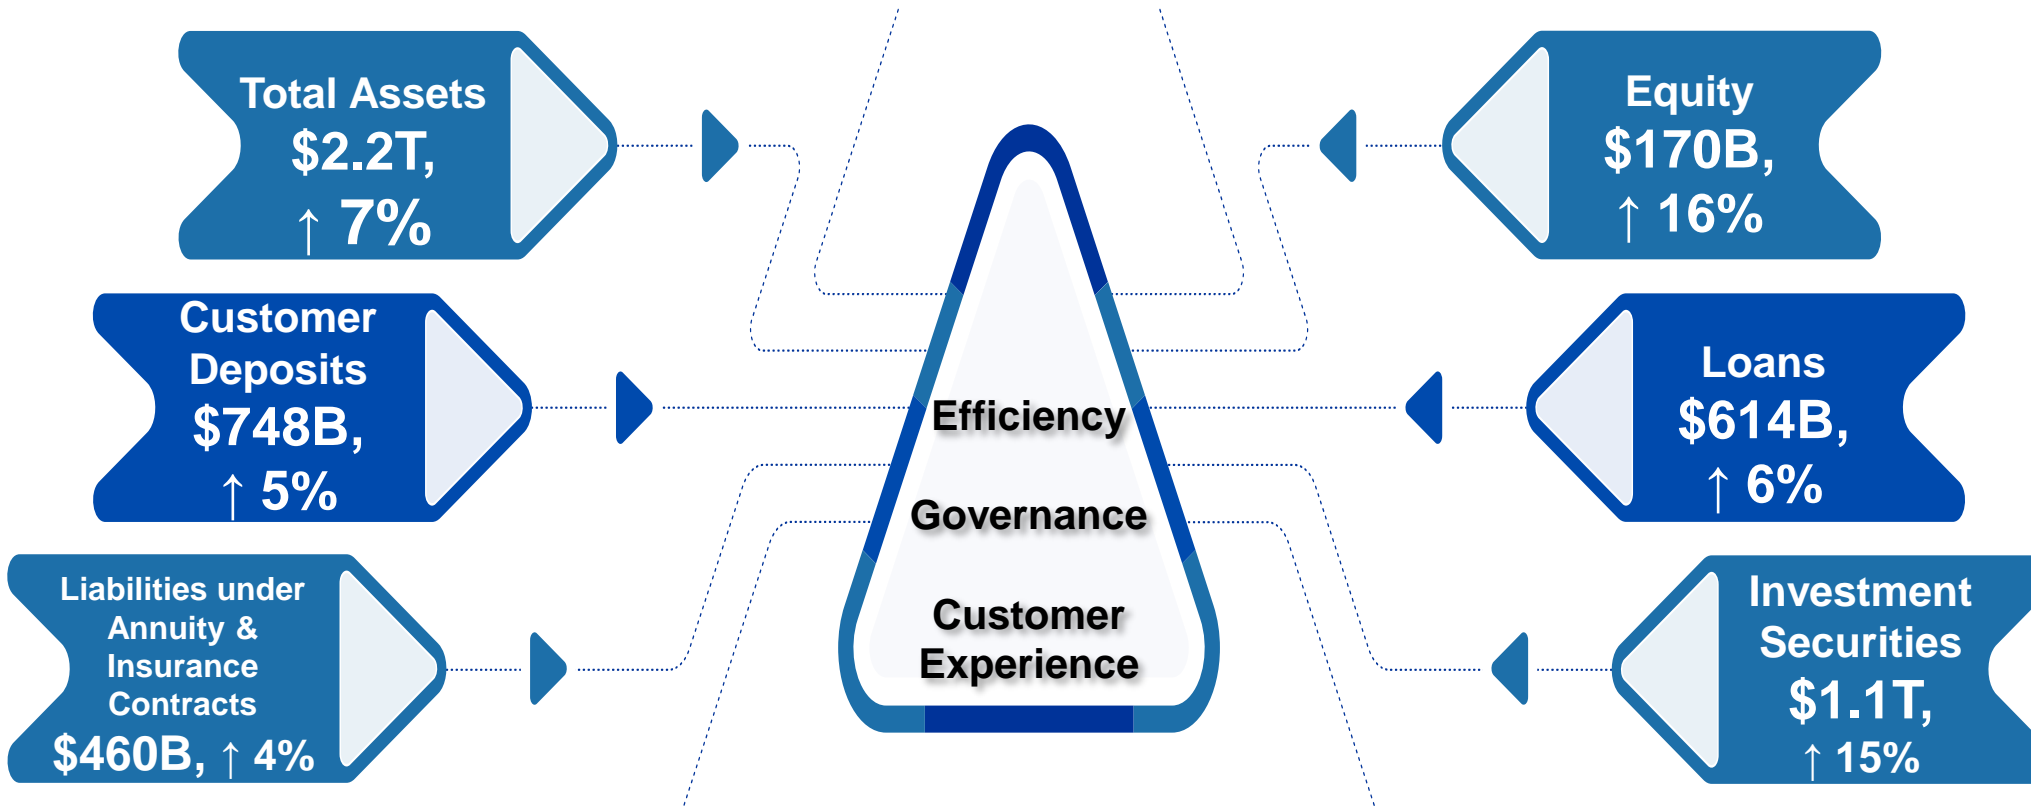 Total Assets
$2.2T,
↑ 7%
Customer
Deposits
$748B,
↑ 5%
Liabilities under
Annuity &
Insurance
Contracts
$460B, ↑ 4%
Efficiency
Governance
Customer
Experience
Equity
$170B,
↑ 16%
Loans
$614B,
↑ 6%
Investment
Securities
$1.1T,
↑ 15%